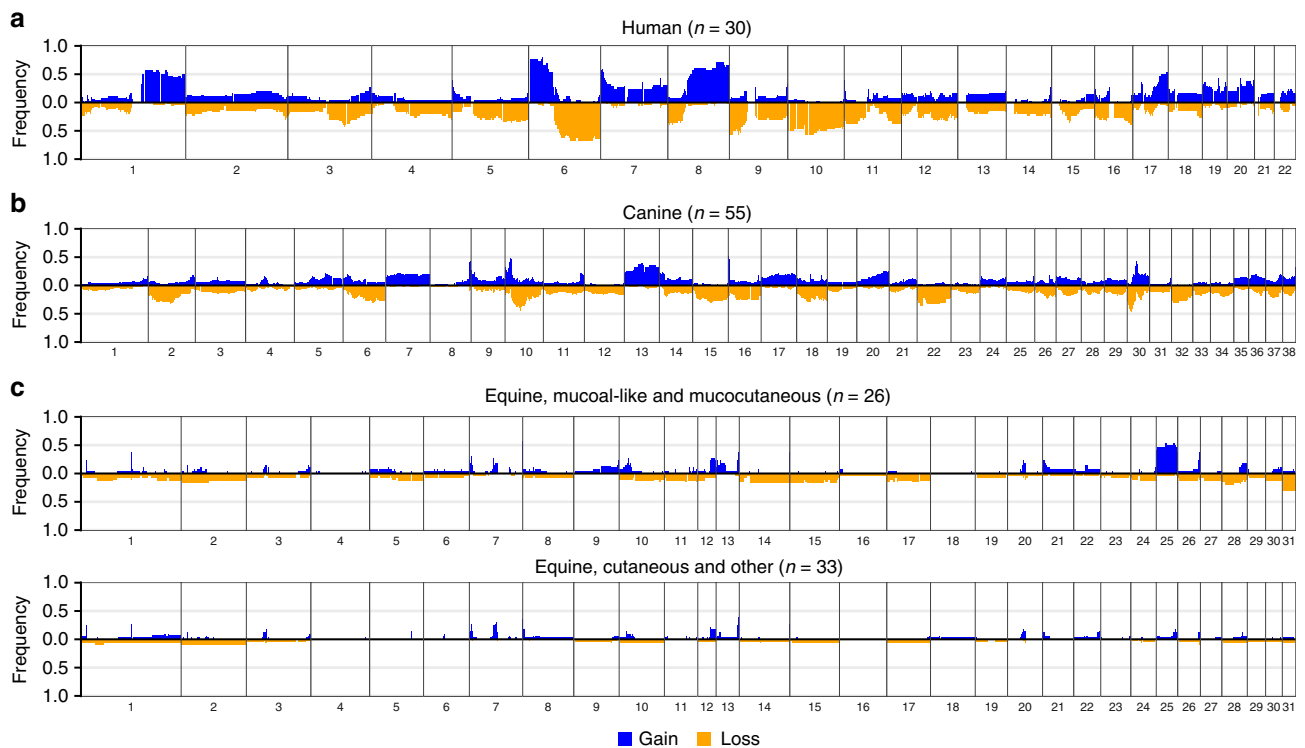 a
Human (n = 30)
Frequency
1.0
0.5
0.0
0.5
1.0
1 2 3 4 5 6 7 8 9 10 11 12 13 14 15 16 17 18 19 20 21 22
b
Canine (n = 55)
Frequency
1.0
0.5
0.0
0.5
1.0
1 2 3 4 5 6 7 8 9 10 11 12 13 14 15 16 17 18 19 20 21 22 23 24 25 26 27 28 29 30 31 32 33 34 35 36 37 38
c
Equine, mucoal-like and mucocutaneous (n = 26)
Frequency
1.0
0.5
0.0
0.5
1.0
1 2 3 4 5 6 7 8 9 10 11 12 13 14 15 16 17 18 19 20 21 22 23 24 25 26 27 28 29 30 31
Equine, cutaneous and other (n = 33)
Frequency
1.0
0.5
0.0
0.5
1.0
1 2 3 4 5 6 7 8 9 10 11 12 13 14 15 16 17 18 19 20 21 22 23 24 25 26 27 28 29 30 31
Gain Loss